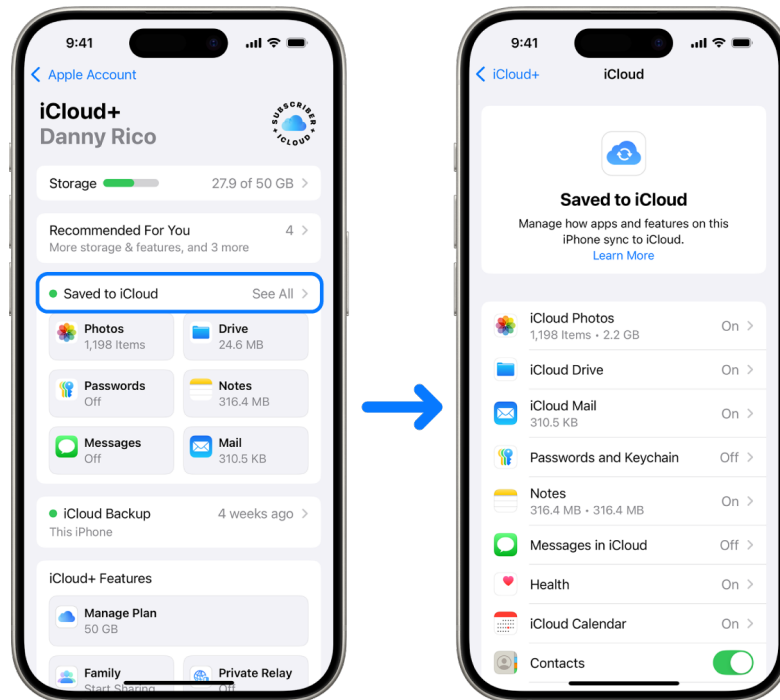 9:41
Apple Account
iCloud+
Danny Rico
SUBSCRIBER
iCLOUD
Storage 27.9 of 50 GB
Recommended For You 4
More storage & features, and 3 more
Saved to iCloud See All
Photos
1,198 Items
Drive
24.6 MB
Passwords
Off
Notes
316.4 MB
Messages
Off
Mail
310.5 KB
iCloud Backup 4 weeks ago
This iPhone
iCloud+ Features
Manage Plan
50 GB
Family
Start Sharing
Private Relay
Off
9:41
iCloud+ iCloud
Saved to iCloud
Manage how apps and features on this
iPhone sync to iCloud.
Learn More
iCloud Photos On
1,198 Items • 2.2 GB
iCloud Drive On
iCloud Mail On
310.5 KB
Passwords and Keychain Off
Notes On
316.4 MB • 316.4 MB
Messages in iCloud Off
Health On
iCloud Calendar On
Contacts